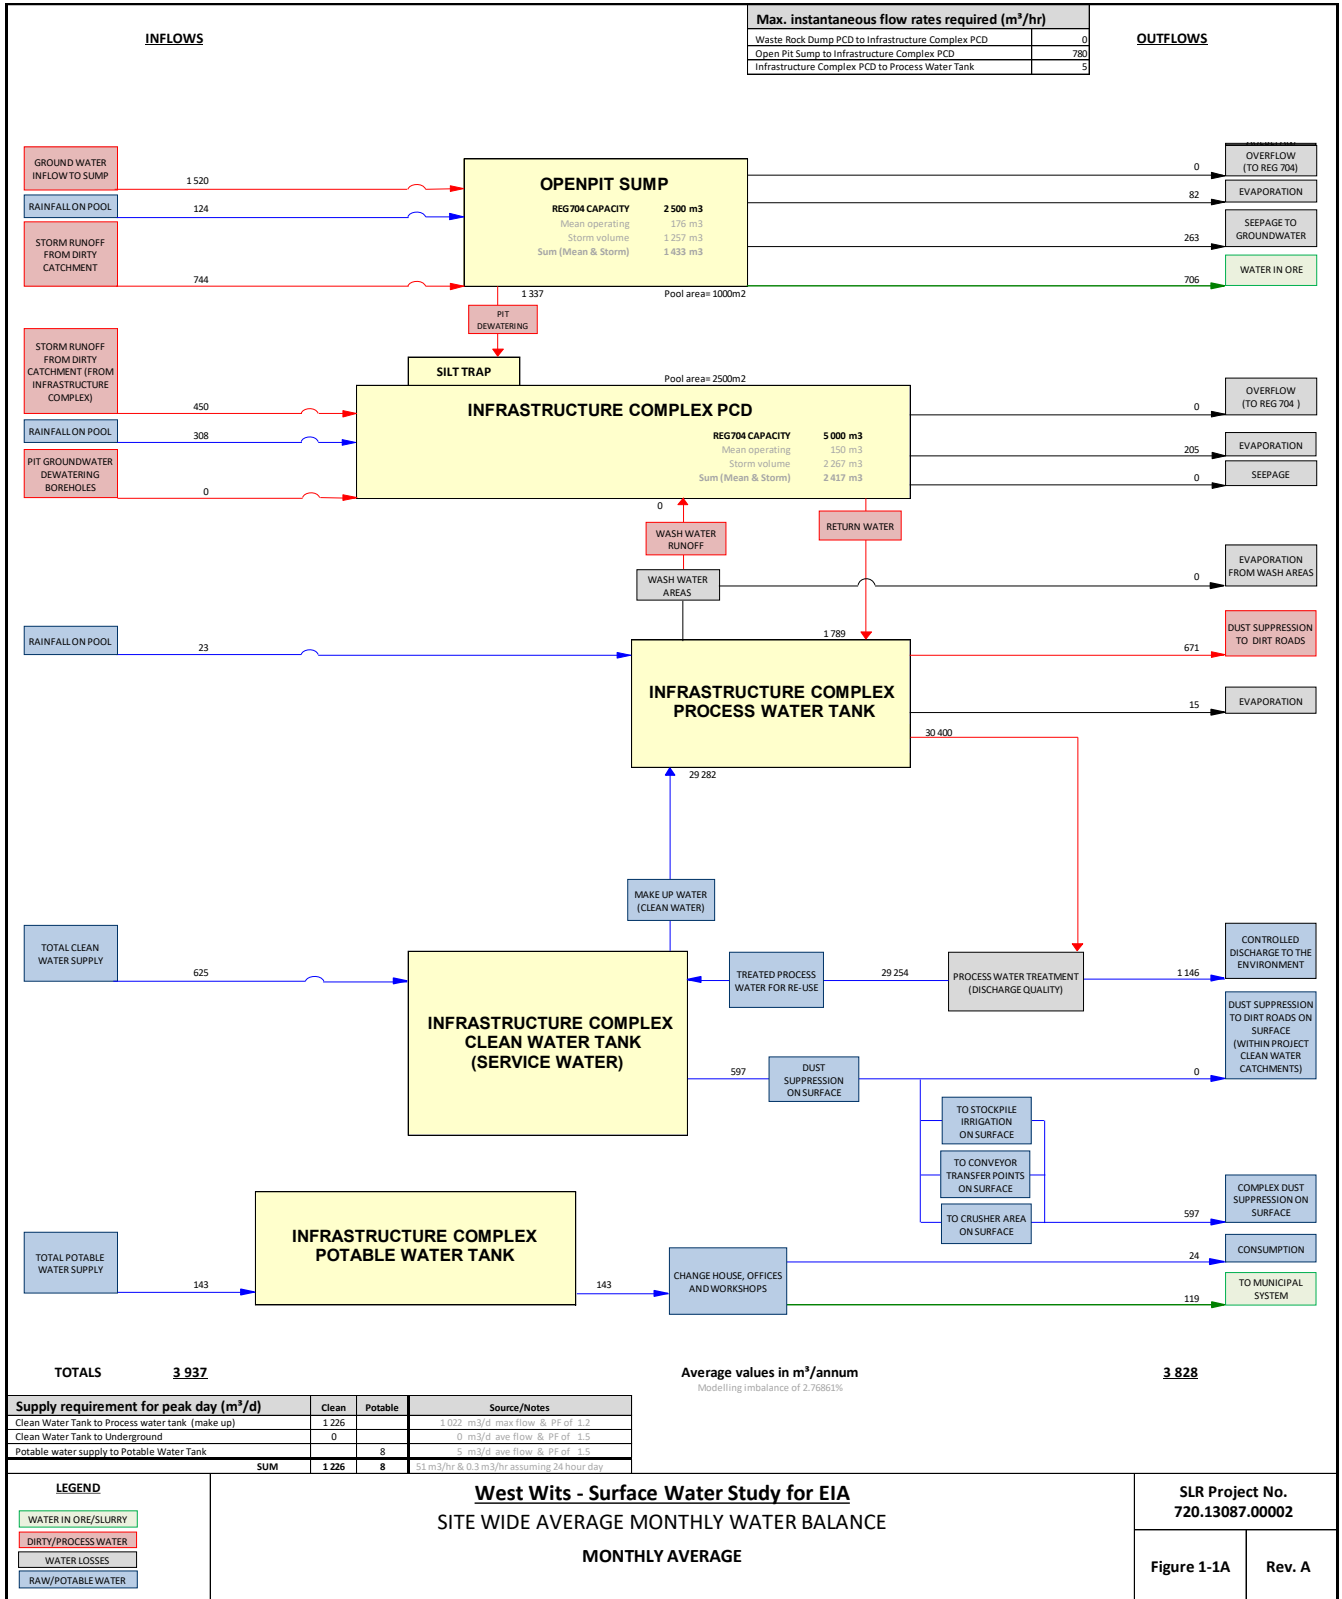 INFLOWS
Max. instantaneous flow rates required (m³/hr)
Waste Rock Dump PCD to Infrastructure Complex PCD 0
Open Pit Sump to Infrastructure Complex PCD 780
Infrastructure Complex PCD to Process Water Tank 5
OUTFLOWS
GROUND WATER
INFLOW TO SUMP
1 520
RAINFALL ON POOL
124
STORM RUNOFF
FROM DIRTY
CATCHMENT
744
OPENPIT SUMP
REG704 CAPACITY 2 500 m3
Mean operating 176 m3
Storm volume 1 257 m3
Sum (Mean & Storm) 1 433 m3
Pool area= 1000m2
0
OVERFLOW
(TO REG 704)
82
EVAPORATION
263
SEEPAGE TO
GROUNDWATER
706
WATER IN ORE
1 337
PIT
DEWATERING
STORM RUNOFF
FROM DIRTY
CATCHMENT (FROM
INFRASTRUCTURE
COMPLEX)
450
RAINFALL ON POOL
308
PIT GROUNDWATER
DEWATERING
BOREHOLES
0
SILT TRAP
Pool area= 2500m2
INFRASTRUCTURE COMPLEX PCD
REG704 CAPACITY 5 000 m3
Mean operating 150 m3
Storm volume 2 267 m3
Sum (Mean & Storm) 2 417 m3
0
OVERFLOW
(TO REG 704 )
205
EVAPORATION
0
SEEPAGE
0
WASH WATER
RUNOFF
RETURN WATER
WASH WATER
AREAS
0
EVAPORATION
FROM WASH AREAS
RAINFALL ON POOL
23
1 789
INFRASTRUCTURE COMPLEX
PROCESS WATER TANK
671
DUST SUPPRESSION
TO DIRT ROADS
15
EVAPORATION
30 400
29 282
MAKE UP WATER
(CLEAN WATER)
TOTAL CLEAN
WATER SUPPLY
625
INFRASTRUCTURE COMPLEX
CLEAN WATER TANK
(SERVICE WATER)
TREATED PROCESS
WATER FOR RE-USE
29 254
PROCESS WATER TREATMENT
(DISCHARGE QUALITY)
1 146
CONTROLLED
DISCHARGE TO THE
ENVIRONMENT
597
DUST
SUPPRESSION
ON SURFACE
0
DUST SUPPRESSION
TO DIRT ROADS ON
SURFACE
(WITHIN PROJECT
CLEAN WATER
CATCHMENTS)
TO STOCKPILE
IRRIGATION
ON SURFACE
TO CONVEYOR
TRANSFER POINTS
ON SURFACE
TO CRUSHER AREA
ON SURFACE
597
COMPLEX DUST
SUPPRESSION ON
SURFACE
TOTAL POTABLE
WATER SUPPLY
143
INFRASTRUCTURE COMPLEX
POTABLE WATER TANK
143
CHANGE HOUSE, OFFICES
AND WORKSHOPS
24
CONSUMPTION
119
TO MUNICIPAL
SYSTEM
TOTALS 3 937
Average values in m³/annum
Modelling imbalance of 2.76861%
3 828
Supply requirement for peak day (m³/d) Clean Potable Source/Notes
Clean Water Tank to Process water tank (make up) 1 226 1 022 m3/d max flow & PF of 1.2
Clean Water Tank to Underground 0 0 m3/d ave flow & PF of 1.5
Potable water supply to Potable Water Tank 8 5 m3/d ave flow & PF of 1.5
SUM 1 226 8 51 m3/hr & 0.3 m3/hr assuming 24 hour day
LEGEND
WATER IN ORE/SLURRY
DIRTY/PROCESS WATER
WATER LOSSES
RAW/POTABLE WATER
West Wits - Surface Water Study for EIA
SITE WIDE AVERAGE MONTHLY WATER BALANCE
MONTHLY AVERAGE
SLR Project No.
720.13087.00002
Figure 1-1A
Rev. A